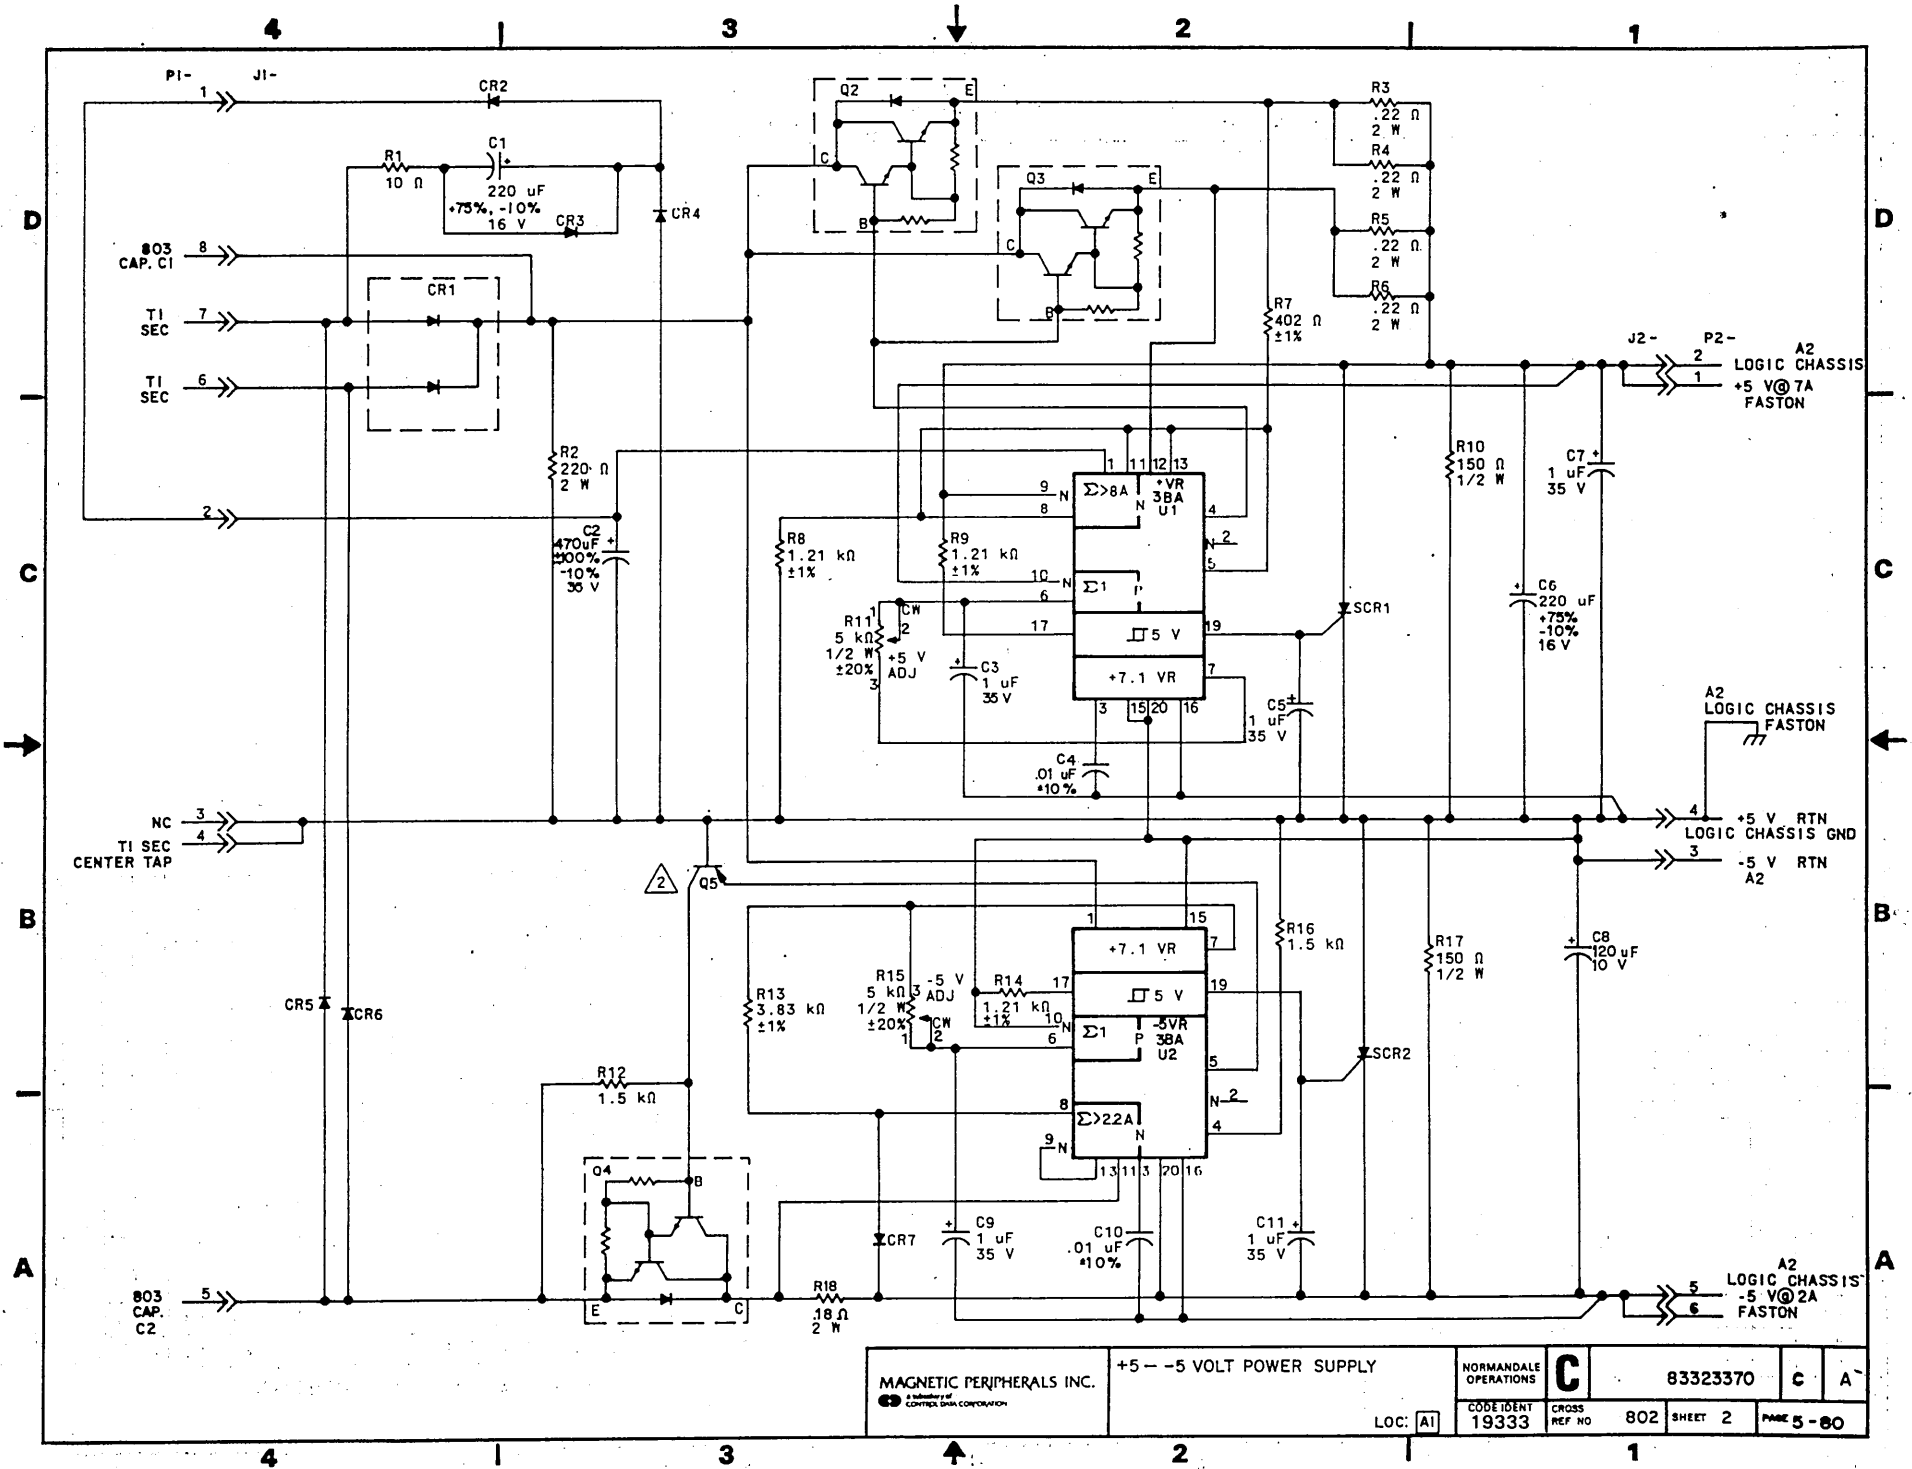 4
3
2
1
P1- J1-
1
CR2
R1
10 Ω
C1
+
220 uF
+75%, -10%
16 V
CR3
CR4
D
803
CAP. C1
8
CR1
T1
SEC
7
T1
SEC
6
R2
220 Ω
2 W
2
C2
470uF
+
-10%
35 V
Q2
E
C
B
Q3
E
C
B
R3
.22 Ω
2 W
R4
.22 Ω
2 W
R5
.22 Ω
2 W
R6
.22 Ω
2 W
R7
402 Ω
±1%
D
J2- P2-
2
A2
LOGIC CHASSIS
1
+5 V@ 7A
FASTON
1 11 12 13
9 N
8
Σ>8A
N
+VR
3BA
U1
4
N 2
5
R8
1.21 kΩ
±1%
R9
1.21 kΩ
±1%
10 N
Σ1
P
6
R11
5 kΩ
1/2 W
±20%
1
CW
2
+5 V
ADJ
3
17
5 V
19
+7.1 VR
7
3 15 20 16
C3
+
1 uF
35 V
C4
.01 uF
±10%
C5
+
1 uF
35 V
SCR1
R10
150 Ω
1/2 W
C7
+
1 uF
35 V
C6
+
220 uF
+75%
-10%
16 V
C
C
A2
LOGIC CHASSIS
FASTON
NC
3
T1 SEC
CENTER TAP
4
4
+5 V RTN
LOGIC CHASSIS GND
3
-5 V RTN
A2
2
Q5
B
B
CR5
CR6
R12
1.5 kΩ
R13
3.83 kΩ
±1%
R15
5 kΩ
1/2 W
±20%
3
-5 V
ADJ
CW
2
1
R14
1.21 kΩ
±1%
1 15
+7.1 VR
7
17
5 V
19
10 N
Σ1
P
-5VR
3BA
U2
6
5
N 2
8
Σ>2.2A
N
4
9 N
13 11 3 20 16
R16
1.5 kΩ
SCR2
R17
150 Ω
1/2 W
C8
+
120 uF
10 V
Q4
B
E
C
CR7
C9
+
1 uF
35 V
C10
.01 uF
±10%
C11
+
1 uF
35 V
R18
.18 Ω
2 W
A
A
803
CAP.
C2
5
A2
LOGIC CHASSIS
5
-5 V@ 2A
6
FASTON
MAGNETIC PERIPHERALS INC.
a subsidiary of
CONTROL DATA CORPORATION
+5 – -5 VOLT POWER SUPPLY
LOC: A1
NORMANDALE
OPERATIONS
C
83323370
C
A
CODE IDENT
19333
CROSS
REF NO
802
SHEET 2
PAGE 5-80
4
3
2
1